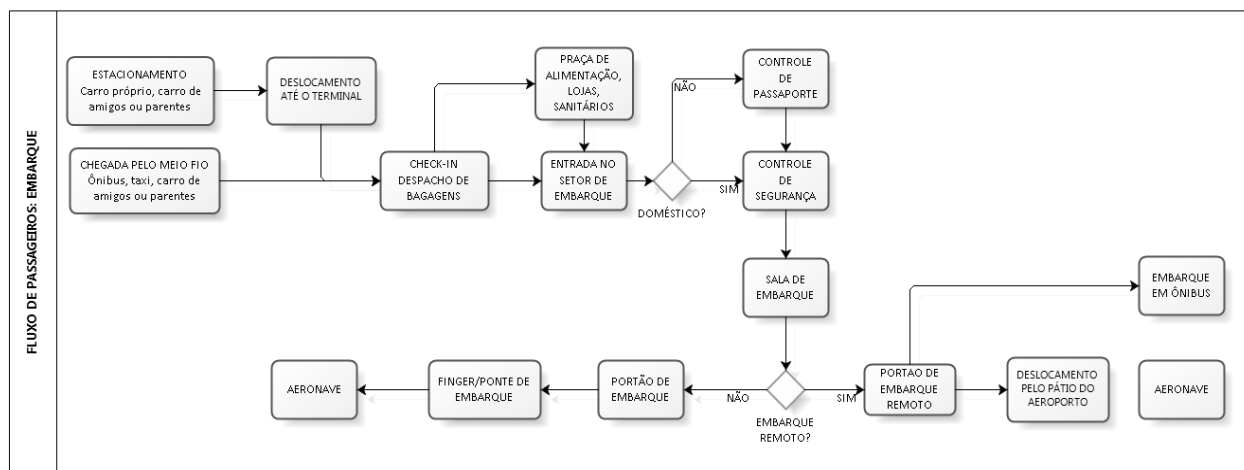 FLUXO DE PASSAGEIROS: EMBARQUE
ESTACIONAMENTO
Carro próprio, carro de
amigos ou parentes
DESLOCAMENTO
ATÉ O TERMINAL
CHEGADA PELO MEIO FIO
Ônibus, taxi, carro de
amigos ou parentes
CHECK-IN
DESPACHO DE
BAGAGENS
PRAÇA DE
ALIMENTAÇÃO,
LOJAS,
SANITÁRIOS
ENTRADA NO
SETOR DE
EMBARQUE
DOMÉSTICO?
NÃO
SIM
CONTROLE
DE
PASSAPORTE
CONTROLE
DE
SEGURANÇA
SALA DE
EMBARQUE
EMBARQUE
REMOTO?
NÃO
SIM
PORTÃO DE
EMBARQUE
FINGER/PONTE DE
EMBARQUE
AERONAVE
PORTAO DE
EMBARQUE
REMOTO
EMBARQUE
EM ÔNIBUS
DESLOCAMENTO
PELO PÁTIO DO
AEROPORTO
AERONAVE